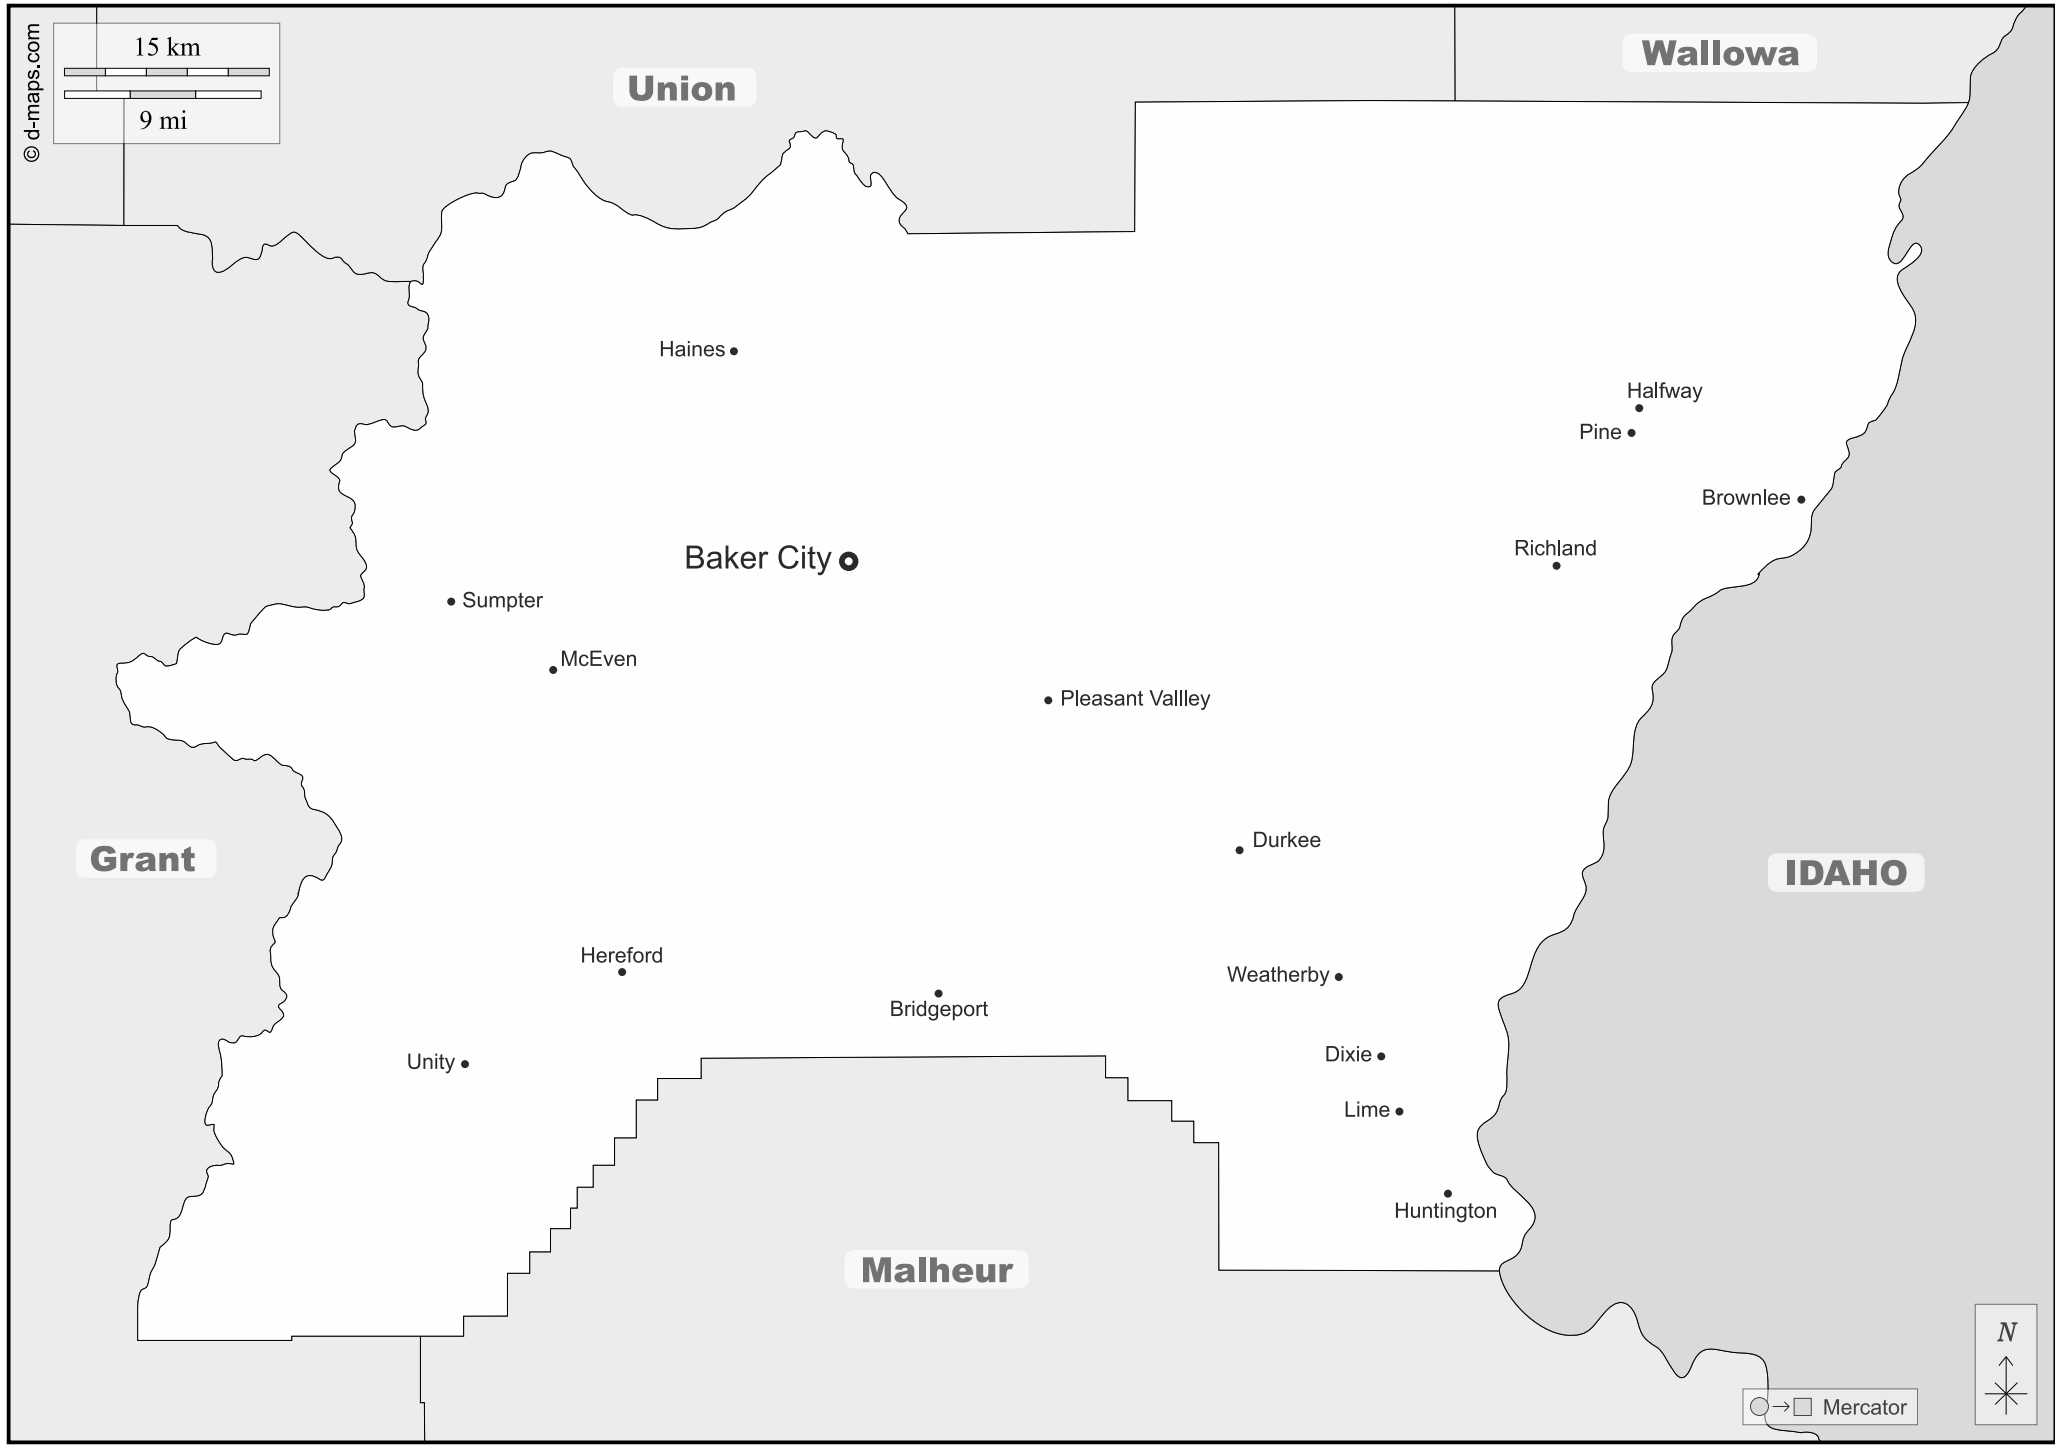 © d-maps.com
15 km
9 mi
Union
Wallowa
Haines
Halfway
Pine
Brownlee
Richland
Baker City
Sumpter
McEven
Pleasant Vallley
Durkee
Grant
IDAHO
Hereford
Weatherby
Bridgeport
Unity
Dixie
Lime
Huntington
Malheur
N
Mercator